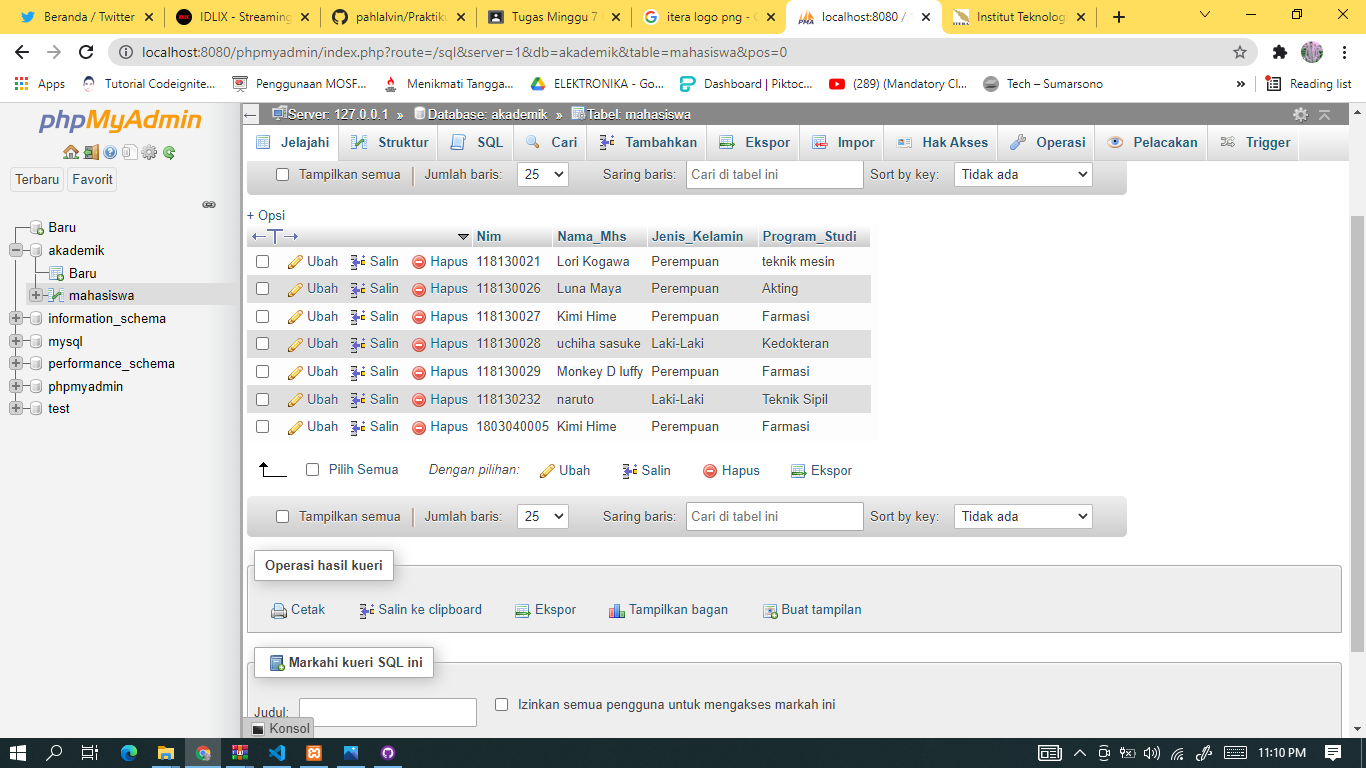 Beranda / Twitter
IDLIX - Streaming
pahlalvin/Praktiku
Tugas Minggu 7
itera logo png -
localhost:8080 /
Institut Teknolog
localhost:8080/phpmyadmin/index.php?route=/sql&server=1&db=akademik&table=mahasiswa&pos=0
Apps
Tutorial Codeignite...
Penggunaan MOSF...
Menikmati Tangga...
ELEKTRONIKA - Go...
Dashboard | Piktoc...
(289) (Mandatory Cl...
Tech – Sumarsono
»
Reading list
phpMyAdmin
Terbaru Favorit
Baru
akademik
Baru
mahasiswa
information_schema
mysql
performance_schema
phpmyadmin
test
Server: 127.0.0.1 » Database: akademik » Tabel: mahasiswa
Jelajahi Struktur SQL Cari Tambahkan Ekspor Impor Hak Akses Operasi Pelacakan Trigger
Tampilkan semua Jumlah baris: 25 Saring baris: Cari di tabel ini Sort by key: Tidak ada
+ Opsi
←T→ Nim Nama_Mhs Jenis_Kelamin Program_Studi
Ubah Salin Hapus 118130021 Lori Kogawa Perempuan teknik mesin
Ubah Salin Hapus 118130026 Luna Maya Perempuan Akting
Ubah Salin Hapus 118130027 Kimi Hime Perempuan Farmasi
Ubah Salin Hapus 118130028 uchiha sasuke Laki-Laki Kedokteran
Ubah Salin Hapus 118130029 Monkey D luffy Perempuan Farmasi
Ubah Salin Hapus 118130232 naruto Laki-Laki Teknik Sipil
Ubah Salin Hapus 1803040005 Kimi Hime Perempuan Farmasi
Pilih Semua Dengan pilihan: Ubah Salin Hapus Ekspor
Tampilkan semua Jumlah baris: 25 Saring baris: Cari di tabel ini Sort by key: Tidak ada
Operasi hasil kueri
Cetak Salin ke clipboard Ekspor Tampilkan bagan Buat tampilan
Markahi kueri SQL ini
Judul: Izinkan semua pengguna untuk mengakses markah ini
Konsol
11:10 PM